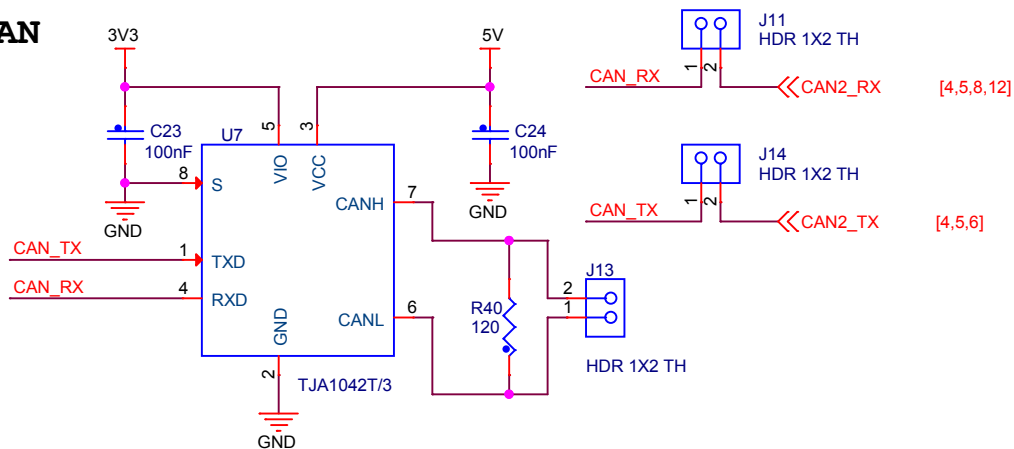 AN
3V3
5V
J11
HDR 1X2 TH
1
2
CAN_RX
CAN2_RX
[4,5,8,12]
C23
100nF
U7
5
3
C24
100nF
VIO
VCC
8
S
CANH
7
GND
GND
J14
HDR 1X2 TH
1
2
CAN_TX
CAN2_TX
[4,5,6]
CAN_TX
1
TXD
CAN_RX
4
RXD
GND
CANL
6
R40
120
J13
2
1
HDR 1X2 TH
2
TJA1042T/3
GND